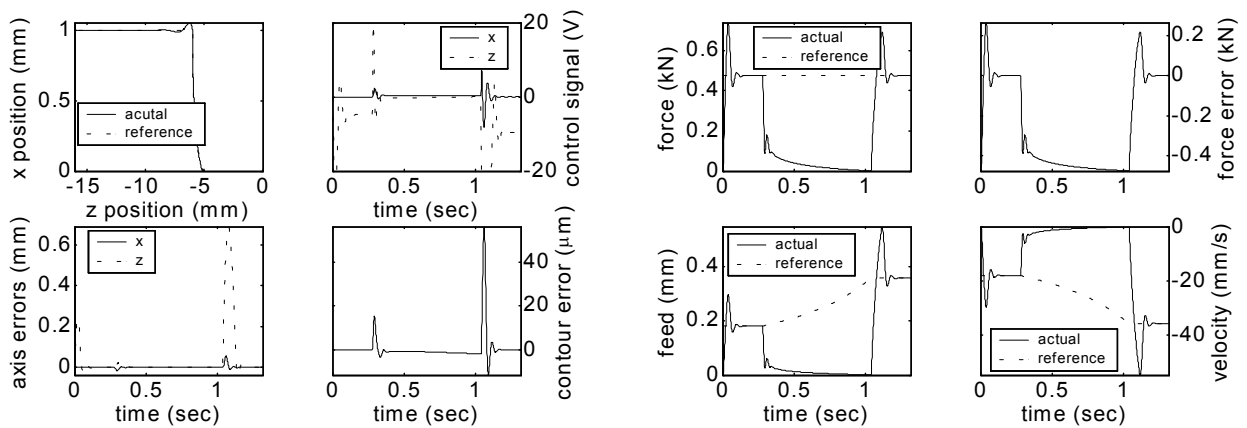 x position (mm)
1
0.5
0
acutal
reference
-15
-10
-5
0
z position (mm)
20
0
-20
control signal (V)
x
z
0
0.5
1
time (sec)
force (kN)
0.6
0.4
0.2
0
actual
reference
0
0.5
1
time (sec)
0.2
0
-0.2
-0.4
force error (kN)
0
0.5
1
time (sec)
axis errors (mm)
0.6
0.4
0.2
0
x
z
0
1
time (sec)
40
20
0
contour error (μm)
0
0.5
1
time (sec)
feed (mm)
0.4
0.2
0
actual
reference
0
0.5
1
time (sec)
0
-20
-40
velocity (mm/s)
actual
reference
0
0.5
1
time (sec)